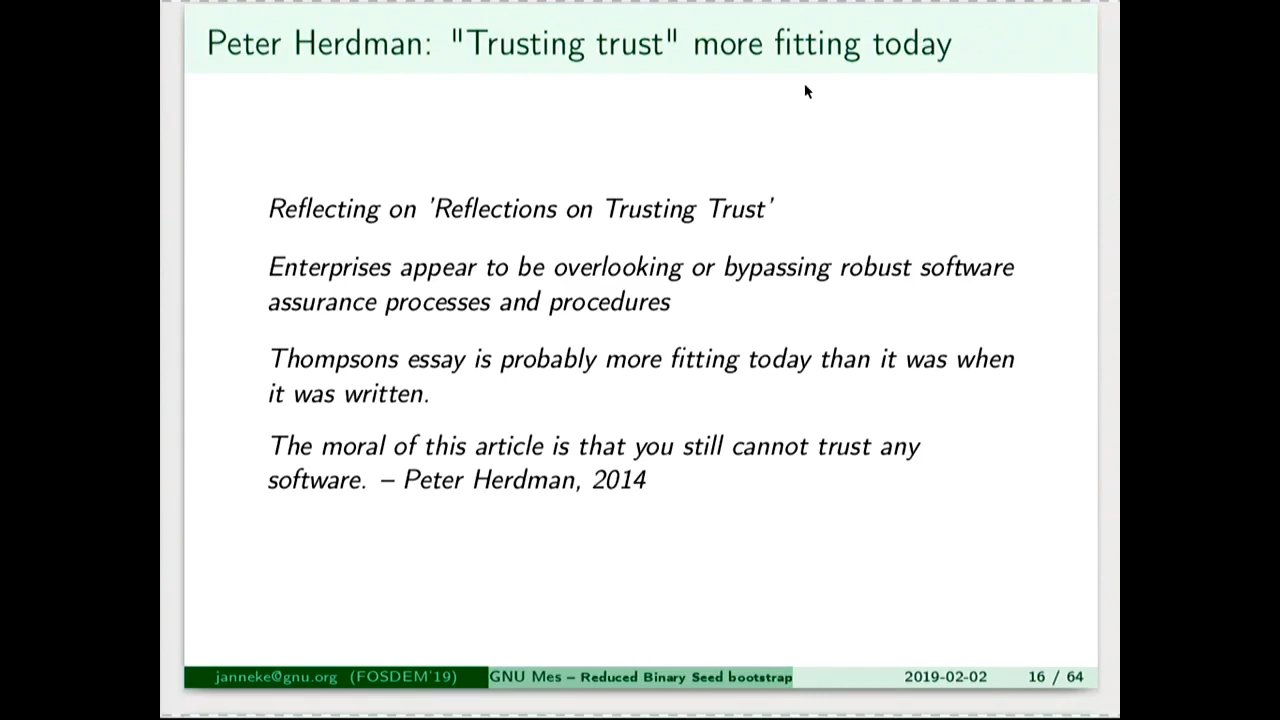 Peter Herdman: "Trusting trust" more fitting today
Reflecting on 'Reflections on Trusting Trust'
Enterprises appear to be overlooking or bypassing robust software
assurance processes and procedures
Thompsons essay is probably more fitting today than it was when
it was written.
The moral of this article is that you still cannot trust any
software. – Peter Herdman, 2014
janneke@gnu.org (FOSDEM'19) GNU Mes – Reduced Binary Seed bootstrap 2019-02-02 16 / 64